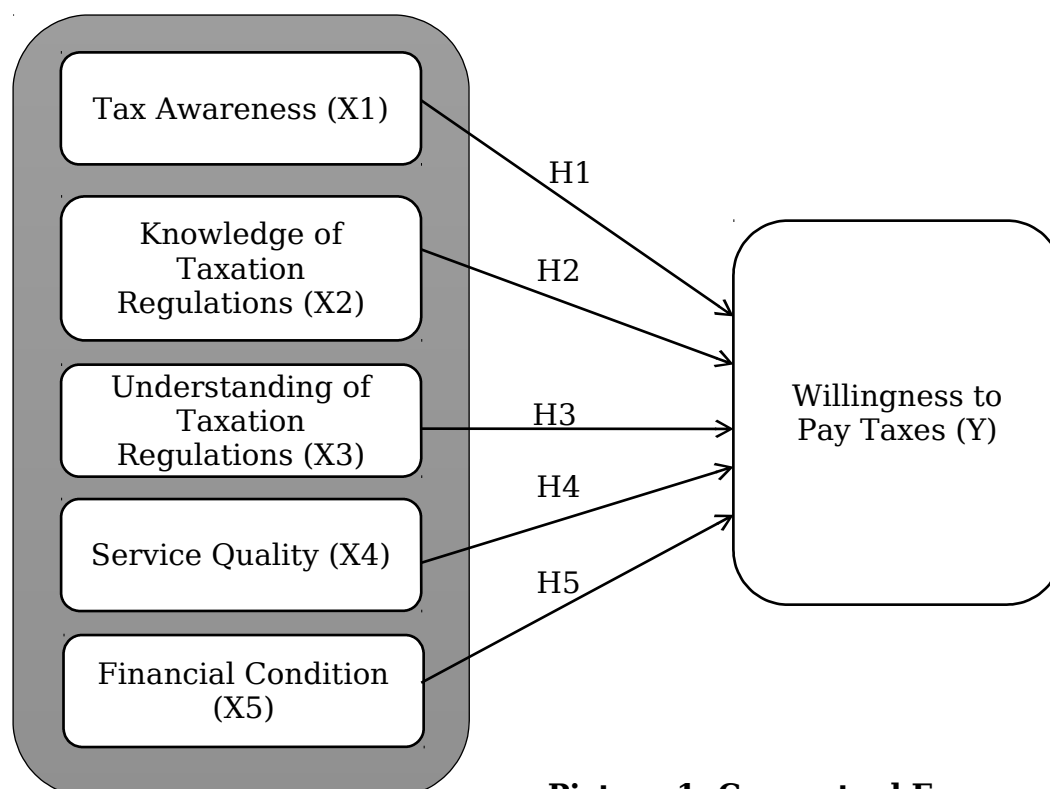 Tax Awareness (X1)
Knowledge of
Taxation
Regulations (X2)
Understanding of
Taxation
Regulations (X3)
Service Quality (X4)
Financial Condition
(X5)
H1
H2
H3
H4
H5
Willingness to
Pay Taxes (Y)